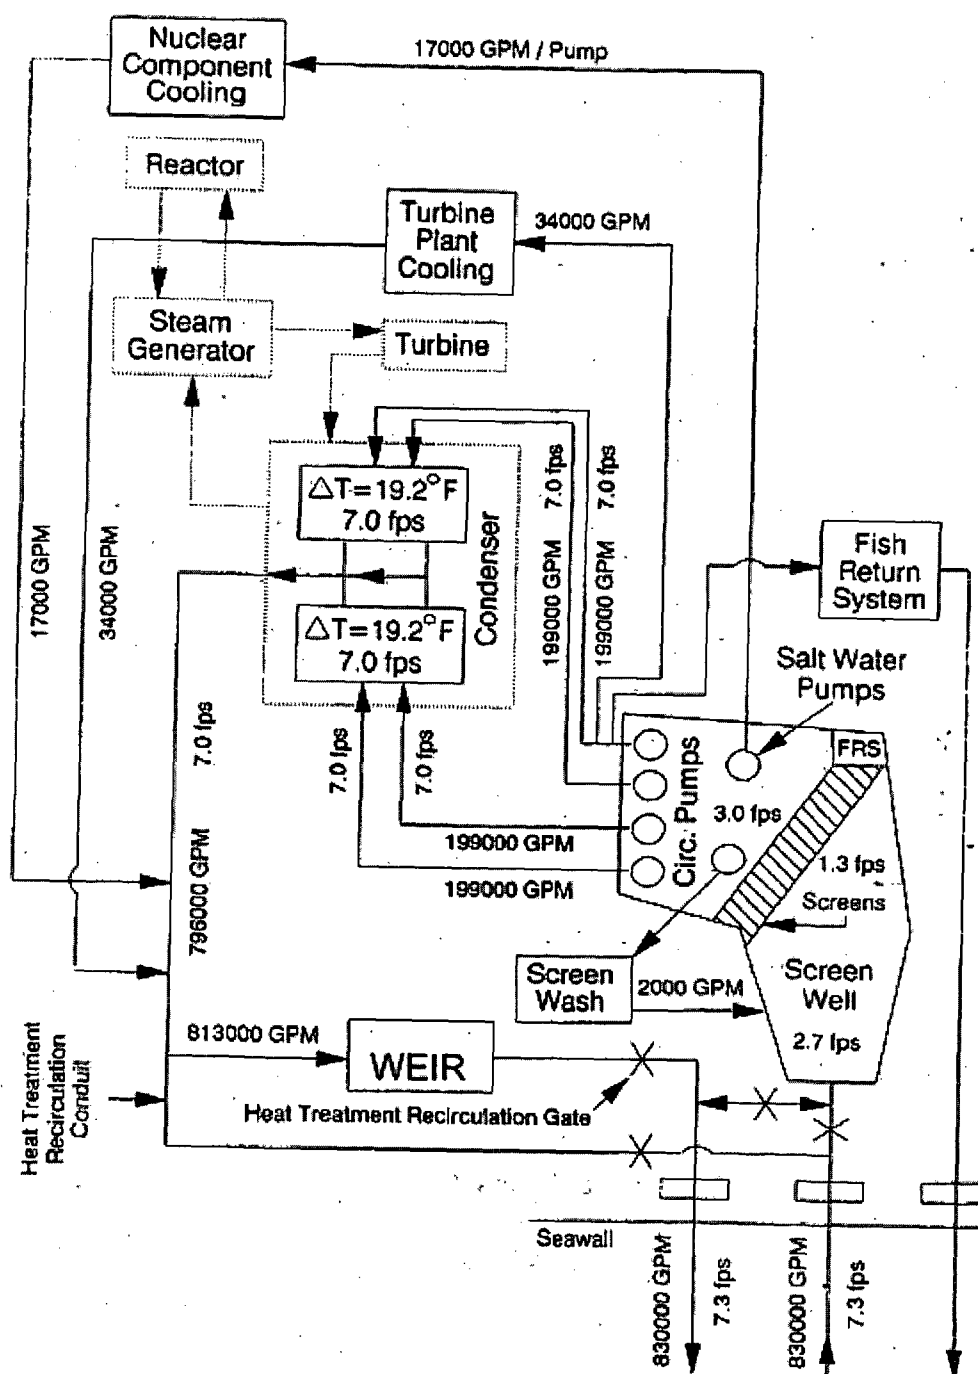 Nuclear
Component
Cooling
17000 GPM / Pump
Reactor
Turbine
Plant
Cooling
34000 GPM
Steam
Generator
Turbine
△T=19.2°F
7.0 fps
△T=19.2°F
7.0 fps
Condenser
17000 GPM
34000 GPM
199000 GPM
7.0 fps
199000 GPM
7.0 fps
Fish
Return
System
Salt Water
Pumps
FRS
Circ. Pumps
3.0 fps
1.3 fps
Screens
7.0 fps
7.0 fps
199000 GPM
199000 GPM
796000 GPM
7.0 fps
Screen
Wash
2000 GPM
Screen
Well
2.7 fps
813000 GPM
WEIR
Heat Treatment Recirculation Gate
Heat Treatment
Recirculation
Conduit
Seawall
830000 GPM
7.3 fps
830000 GPM
7.3 fps